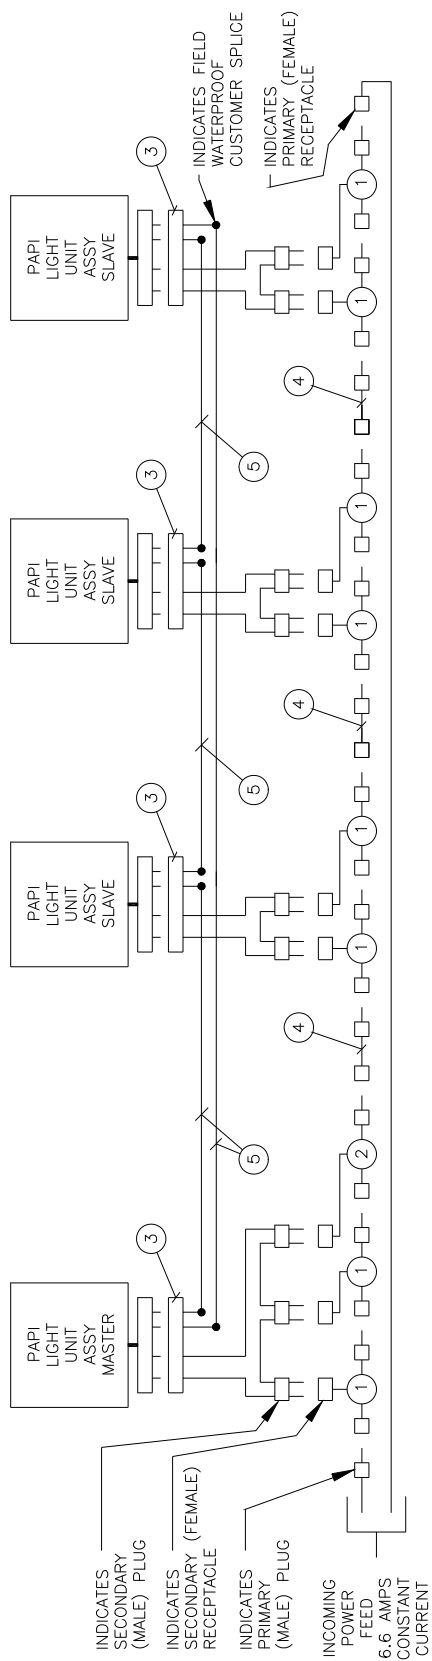 PAPI
LIGHT
UNIT
ASSY
MASTER
PAPI
LIGHT
UNIT
ASSY
SLAVE
PAPI
LIGHT
UNIT
ASSY
SLAVE
PAPI
LIGHT
UNIT
ASSY
SLAVE
3
3
3
3
INDICATES FIELD
WATERPROOF
CUSTOMER SPLICE
5
5
5
INDICATES
PRIMARY (FEMALE)
RECEPTACLE
4
4
4
INDICATES
SECONDARY
(MALE) PLUG
INDICATES
SECONDARY (FEMALE)
RECEPTACLE
INDICATES
PRIMARY
(MALE) PLUG
1
1
2
1
1
1
1
1
1
INCOMING
POWER
FEED
6.6 AMPS
CONSTANT
CURRENT